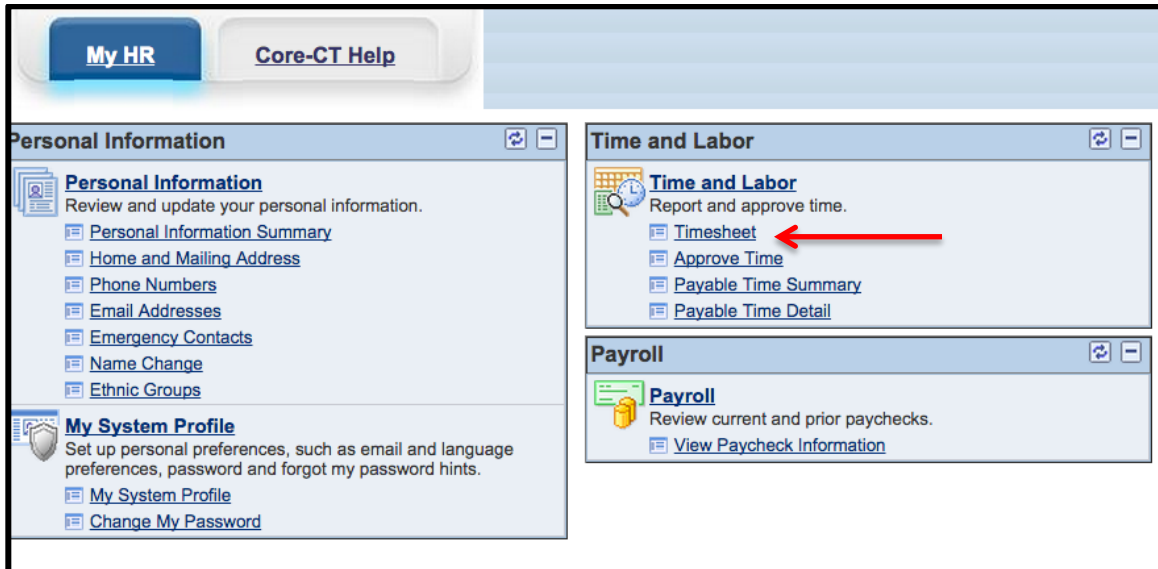 My HR
Core-CT Help
Personal Information
Personal Information
Review and update your personal information.
Personal Information Summary
Home and Mailing Address
Phone Numbers
Email Addresses
Emergency Contacts
Name Change
Ethnic Groups
My System Profile
Set up personal preferences, such as email and language
preferences, password and forgot my password hints.
My System Profile
Change My Password
Time and Labor
Time and Labor
Report and approve time.
Timesheet
Approve Time
Payable Time Summary
Payable Time Detail
Payroll
Payroll
Review current and prior paychecks.
View Paycheck Information